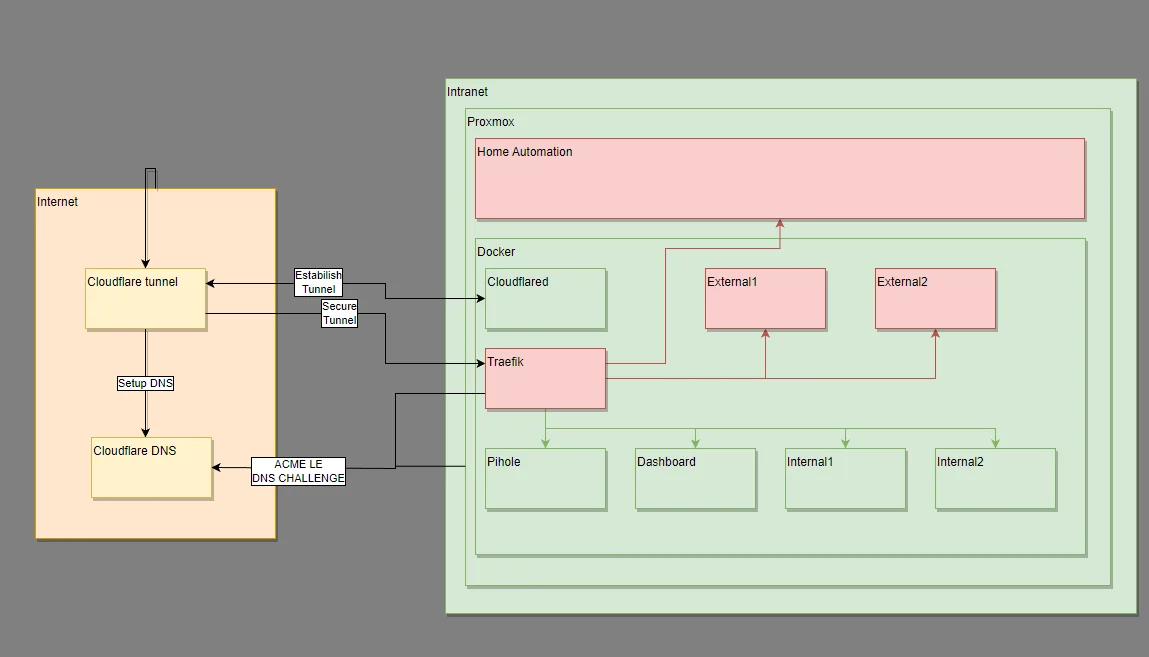 Intranet
Proxmox
Home Automation
Internet
Docker
Cloudflare tunnel
Estabilish
Tunnel
Cloudflared
External1
External2
Secure
Tunnel
Traefik
Setup DNS
Cloudflare DNS
ACME LE
DNS CHALLENGE
Pihole
Dashboard
Internal1
Internal2